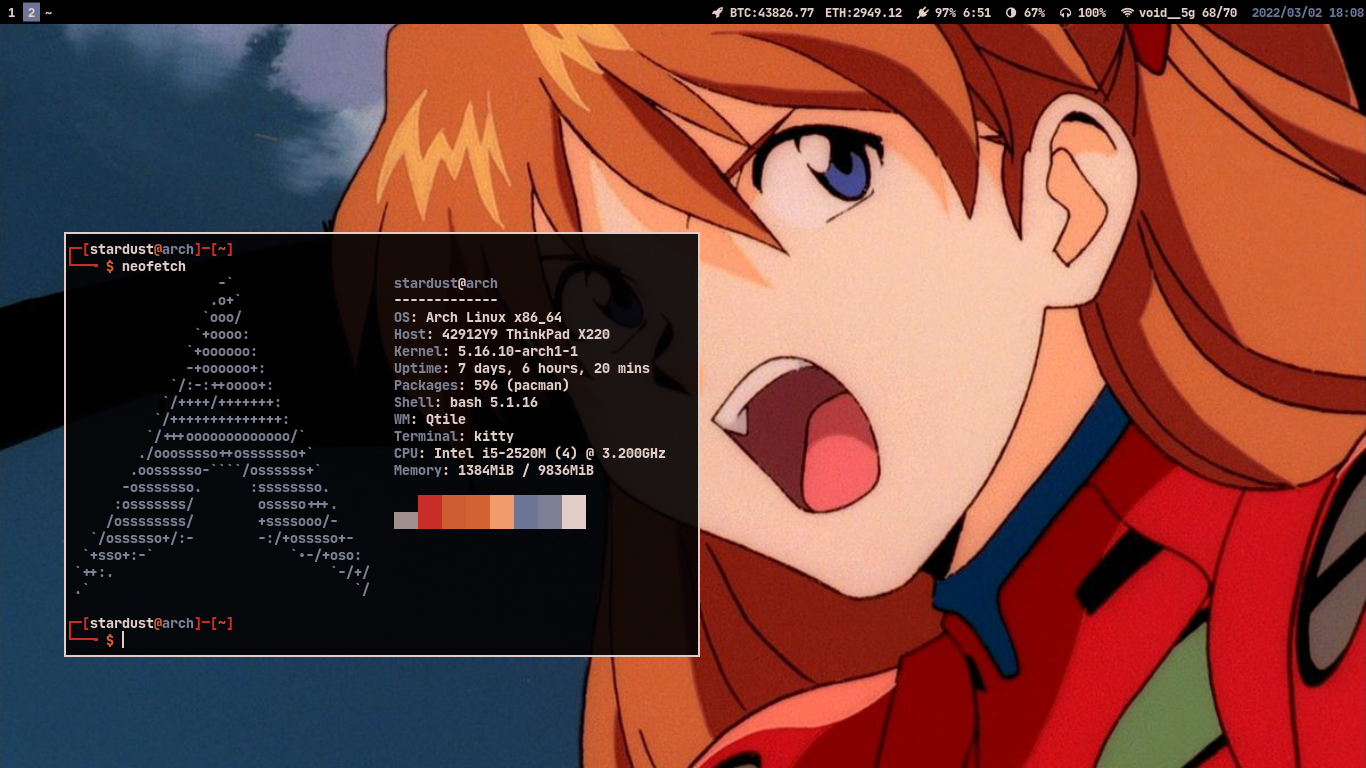 1 2 ~ BTC:43826.77 ETH:2949.12 97% 6:51 67% 100% void__5g 68/70 2022/03/02 18:08
┌─[stardust@arch]─[~]
└──╼ $ neofetch
-` stardust@arch
.o+` -------------
`ooo/ OS: Arch Linux x86_64
`+oooo: Host: 42912Y9 ThinkPad X220
`+oooooo: Kernel: 5.16.10-arch1-1
-+oooooo+: Uptime: 7 days, 6 hours, 20 mins
`/:-:++oooo+: Packages: 596 (pacman)
`/++++/+++++++: Shell: bash 5.1.16
`/++++++++++++++: WM: Qtile
`/+++ooooooooooooo/` Terminal: kitty
./ooosssso++osssssso+` CPU: Intel i5-2520M (4) @ 3.200GHz
.oossssso-````/ossssss+` Memory: 1384MiB / 9836MiB
-osssssso. :ssssssso.
:osssssss/ osssso+++.
/ossssssss/ +ssssooo/-
`/ossssso+/:- -:/+osssso+-
`+sso+:-` `.-/+oso:
`++:. `-/+/
.` `/
┌─[stardust@arch]─[~]
└──╼ $